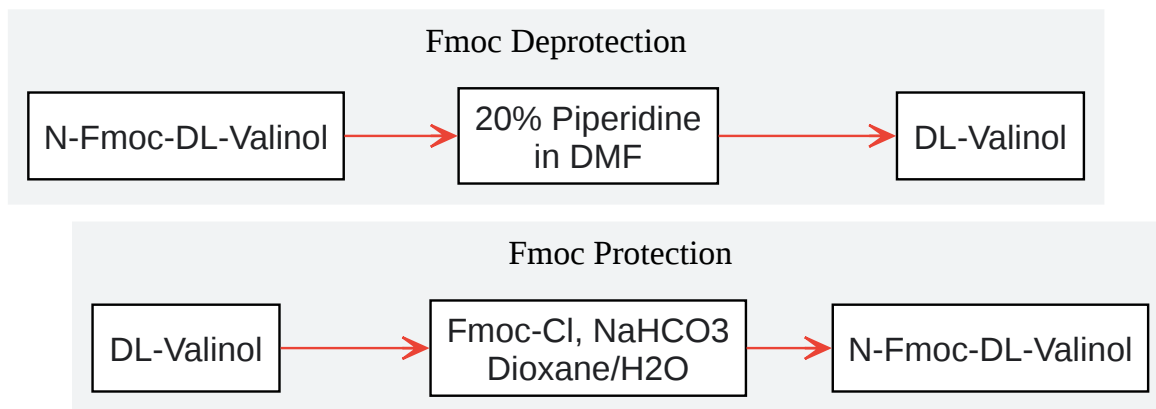 Fmoc Deprotection
N-Fmoc-DL-Valinol
20% Piperidine
in DMF
DL-Valinol
Fmoc Protection
DL-Valinol
Fmoc-Cl, NaHCO3
Dioxane/H2O
N-Fmoc-DL-Valinol